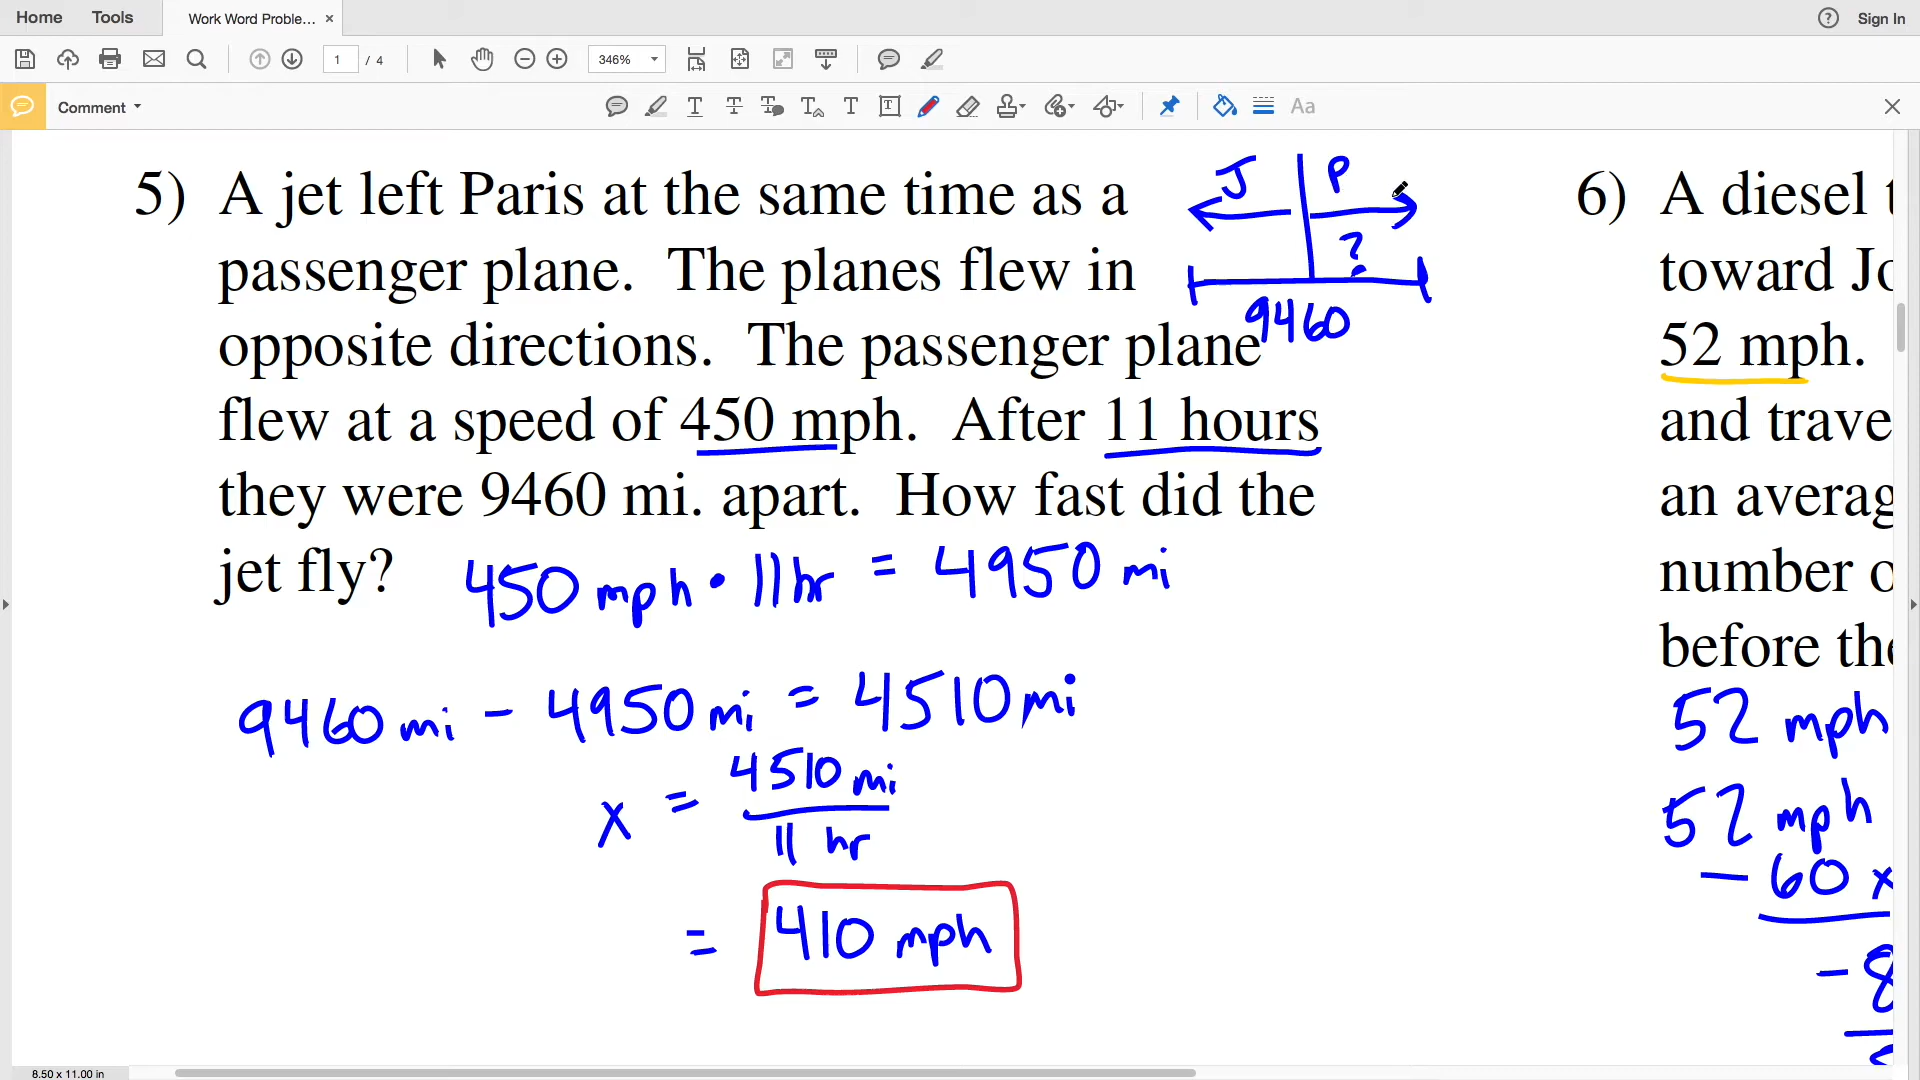 Home Tools Work Word Proble... × Sign In
1 / 4 346%
Comment Aa
5) A jet left Paris at the same time as a
passenger plane. The planes flew in
opposite directions. The passenger plane
flew at a speed of 450 mph. After 11 hours
they were 9460 mi. apart. How fast did the
jet fly?
J P
?
9460
450 mph • 11 hr = 4950 mi
9460 mi - 4950 mi = 4510 mi
x = 4510 mi
11 hr
= 410 mph
6) A diesel t
toward Jo
52 mph.
and trave
an averag
number o
before the
52 mph
52 mph
- 60 x
- 8
8.50 x 11.00 in